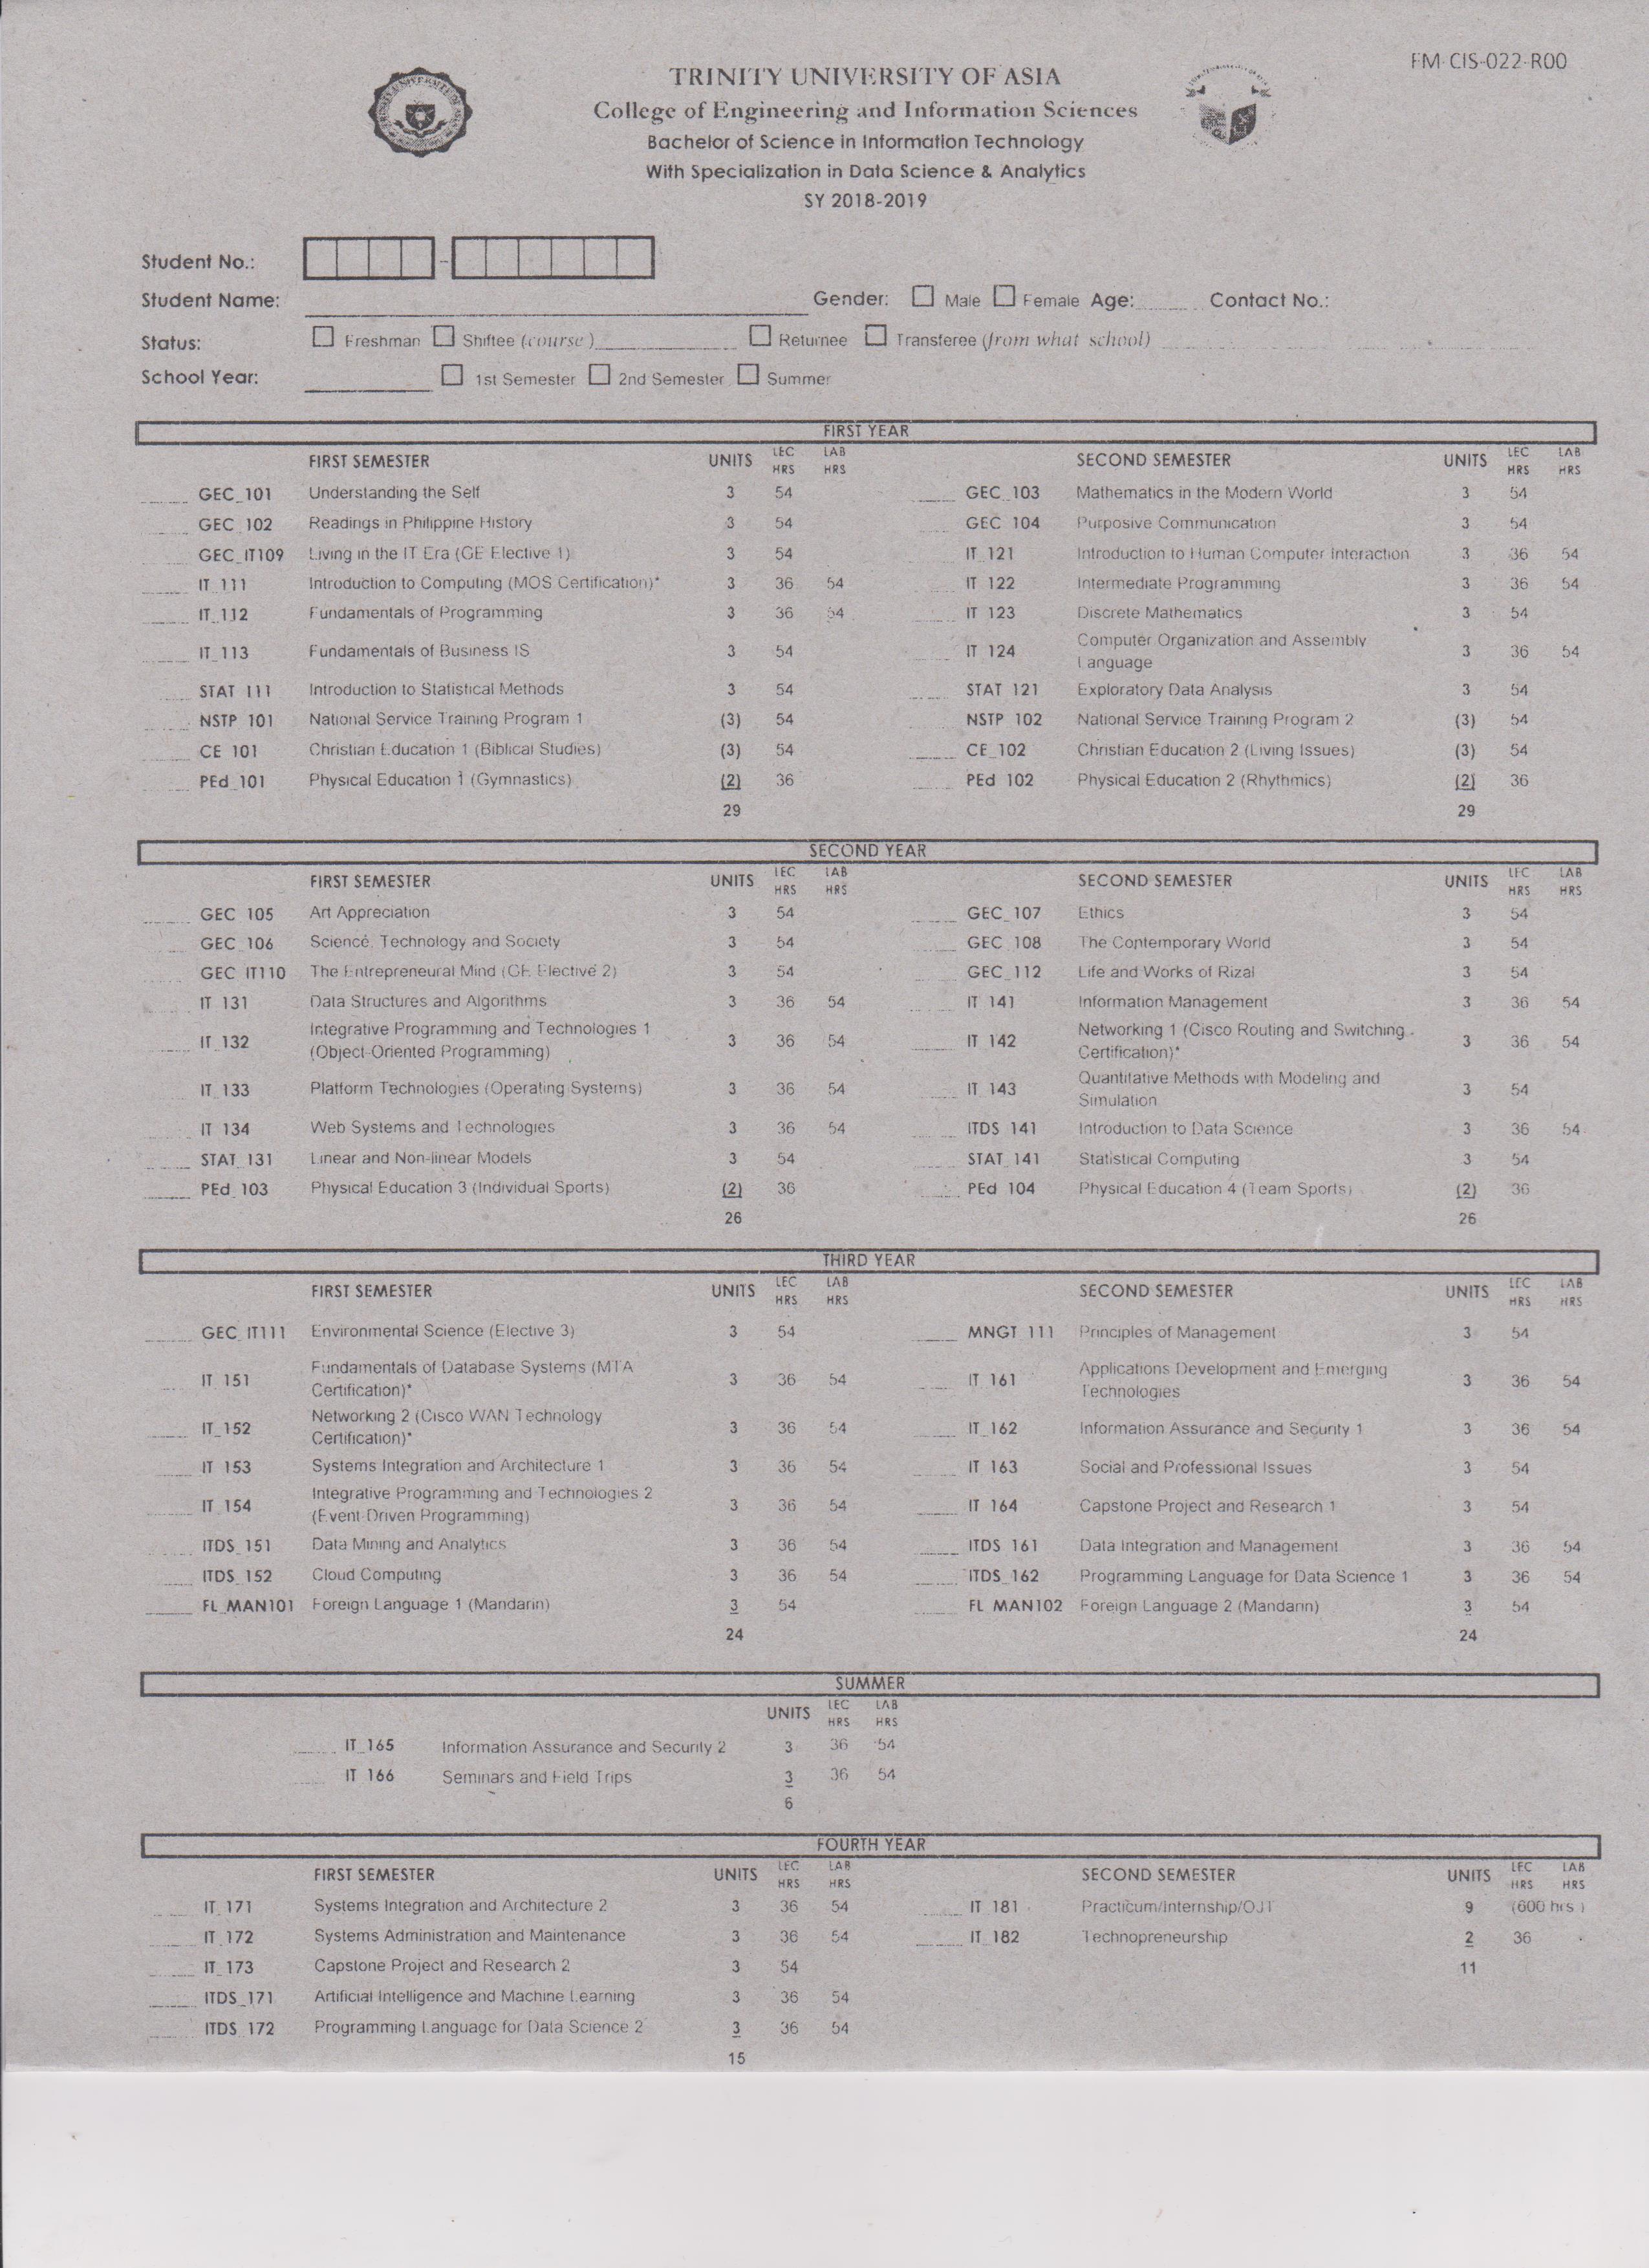 FM-CIS-022-R00
TRINITY UNIVERSITY OF ASIA
College of Engineering and Information Sciences
Bachelor of Science in Information Technology
With Specialization in Data Science & Analytics
SY 2018-2019
Student No.: -
Student Name: Gender: Male Female Age: Contact No.:
Status: Freshman Shiftee (course) Returnee Transferee (from what school)
School Year: 1st Semester 2nd Semester Summer
FIRST YEAR
FIRST SEMESTER UNITS LEC HRS LAB HRS SECOND SEMESTER UNITS LEC HRS LAB HRS
GEC_101 Understanding the Self 3 54 GEC_103 Mathematics in the Modern World 3 54
GEC_102 Readings in Philippine History 3 54 GEC_104 Purposive Communication 3 54
GEC_IT109 Living in the IT Era (GE Elective 1) 3 54 IT_121 Introduction to Human Computer Interaction 3 36 54
IT_111 Introduction to Computing (MOS Certification)* 3 36 54 IT_122 Intermediate Programming 3 36 54
IT_112 Fundamentals of Programming 3 36 54 IT_123 Discrete Mathematics 3 54
IT_113 Fundamentals of Business IS 3 54 IT_124 Computer Organization and Assembly Language 3 36 54
STAT_111 Introduction to Statistical Methods 3 54 STAT_121 Exploratory Data Analysis 3 54
NSTP_101 National Service Training Program 1 (3) 54 NSTP_102 National Service Training Program 2 (3) 54
CE_101 Christian Education 1 (Biblical Studies) (3) 54 CE_102 Christian Education 2 (Living Issues) (3) 54
PEd_101 Physical Education 1 (Gymnastics) (2) 36 PEd_102 Physical Education 2 (Rhythmics) (2) 36
29 29
SECOND YEAR
FIRST SEMESTER UNITS LEC HRS LAB HRS SECOND SEMESTER UNITS LEC HRS LAB HRS
GEC_105 Art Appreciation 3 54 GEC_107 Ethics 3 54
GEC_106 Science, Technology and Society 3 54 GEC_108 The Contemporary World 3 54
GEC_IT110 The Entrepreneural Mind (GE Elective 2) 3 54 GEC_112 Life and Works of Rizal 3 54
IT_131 Data Structures and Algorithms 3 36 54 IT_141 Information Management 3 36 54
IT_132 Integrative Programming and Technologies 1 (Object-Oriented Programming) 3 36 54 IT_142 Networking 1 (Cisco Routing and Switching Certification)* 3 36 54
IT_133 Platform Technologies (Operating Systems) 3 36 54 IT_143 Quantitative Methods with Modeling and Simulation 3 54
IT_134 Web Systems and Technologies 3 36 54 ITDS_141 Introduction to Data Science 3 36 54
STAT_131 Linear and Non-linear Models 3 54 STAT_141 Statistical Computing 3 54
PEd_103 Physical Education 3 (Individual Sports) (2) 36 PEd_104 Physical Education 4 (Team Sports) (2) 36
26 26
THIRD YEAR
FIRST SEMESTER UNITS LEC HRS LAB HRS SECOND SEMESTER UNITS LEC HRS LAB HRS
GEC_IT111 Environmental Science (Elective 3) 3 54 MNGT_111 Principles of Management 3 54
IT_151 Fundamentals of Database Systems (MTA Certification)* 3 36 54 IT_161 Applications Development and Emerging Technologies 3 36 54
IT_152 Networking 2 (Cisco WAN Technology Certification)* 3 36 54 IT_162 Information Assurance and Security 1 3 36 54
IT_153 Systems Integration and Architecture 1 3 36 54 IT_163 Social and Professional Issues 3 54
IT_154 Integrative Programming and Technologies 2 (Event-Driven Programming) 3 36 54 IT_164 Capstone Project and Research 1 3 54
ITDS_151 Data Mining and Analytics 3 36 54 ITDS_161 Data Integration and Management 3 36 54
ITDS_152 Cloud Computing 3 36 54 ITDS_162 Programming Language for Data Science 1 3 36 54
FL_MAN101 Foreign Language 1 (Mandarin) 3 54 FL_MAN102 Foreign Language 2 (Mandarin) 3 54
24 24
SUMMER
UNITS LEC HRS LAB HRS
IT_165 Information Assurance and Security 2 3 36 54
IT_166 Seminars and Field Trips 3 36 54
6
FOURTH YEAR
FIRST SEMESTER UNITS LEC HRS LAB HRS SECOND SEMESTER UNITS LEC HRS LAB HRS
IT_171 Systems Integration and Architecture 2 3 36 54 IT_181 Practicum/Internship/OJT 9 (600 hrs.)
IT_172 Systems Administration and Maintenance 3 36 54 IT_182 Technopreneurship 2 36
IT_173 Capstone Project and Research 2 3 54 11
ITDS_171 Artificial Intelligence and Machine Learning 3 36 54
ITDS_172 Programming Language for Data Science 2 3 36 54
15